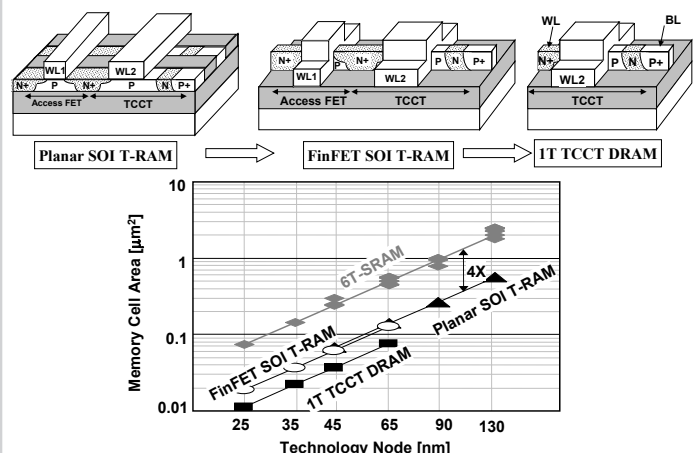 WL BL
WL1 WL2
N+ P N+ P N P+
Access FET TCCT
N+ P N+ P N P+
WL1 WL2
Access FET TCCT
N+ P N P+
WL2
TCCT
Planar SOI T-RAM
FinFET SOI T-RAM
1T TCCT DRAM
Memory Cell Area [μm²]
10
1
0.1
0.01
6T-SRAM
4X
Planar SOI T-RAM
FinFET SOI T-RAM
1T TCCT DRAM
25 35 45 65 90 130
Technology Node [nm]